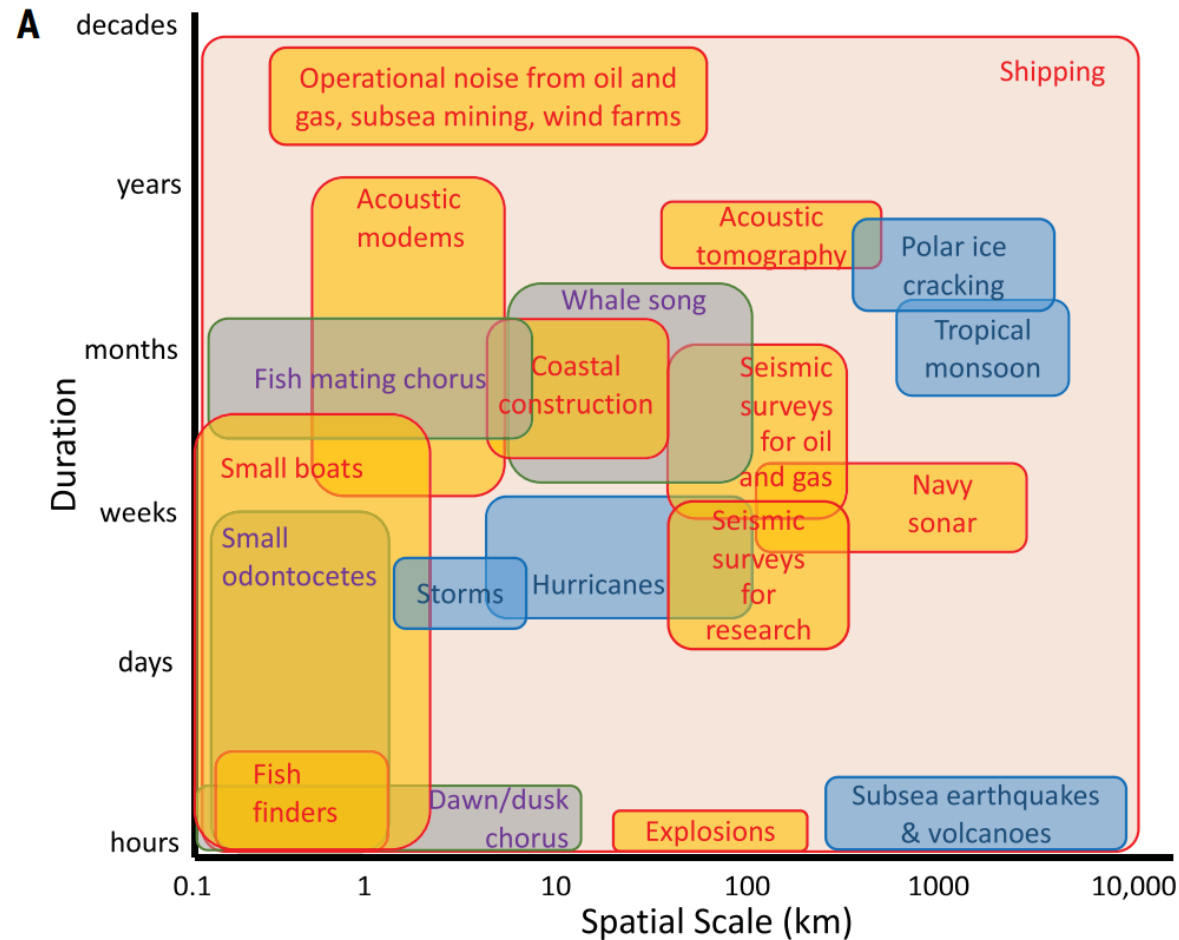 A
decades
Shipping
Operational noise from oil and
gas, subsea mining, wind farms
years
Acoustic
modems
Acoustic
tomography
Polar ice
cracking
Whale song
Tropical
monsoon
months
Fish mating chorus
Coastal
construction
Seismic
surveys
for oil
and gas
Small boats
Navy
sonar
weeks
Small
odontocetes
Storms
Hurricanes
Seismic
surveys
for
research
days
Fish
finders
Dawn/dusk
chorus
Explosions
Subsea earthquakes
& volcanoes
hours
Duration
0.1 1 10 100 1000 10,000
Spatial Scale (km)